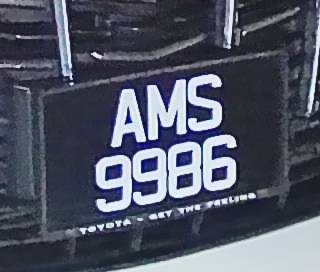 AMS
9986
TOYOTA - GET THE FEELING